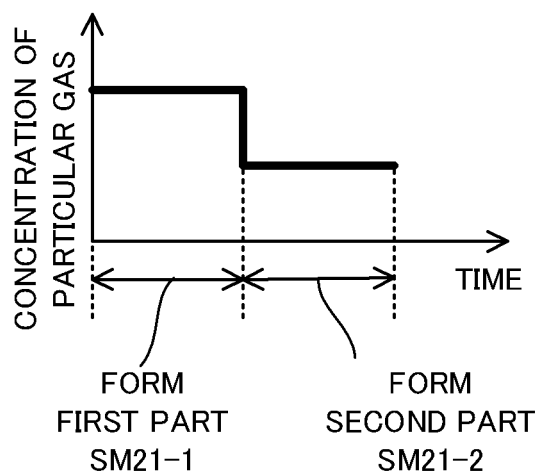 CONCENTRATION OF
PARTICULAR GAS
TIME
FORM
FIRST PART
SM21-1
FORM
SECOND PART
SM21-2